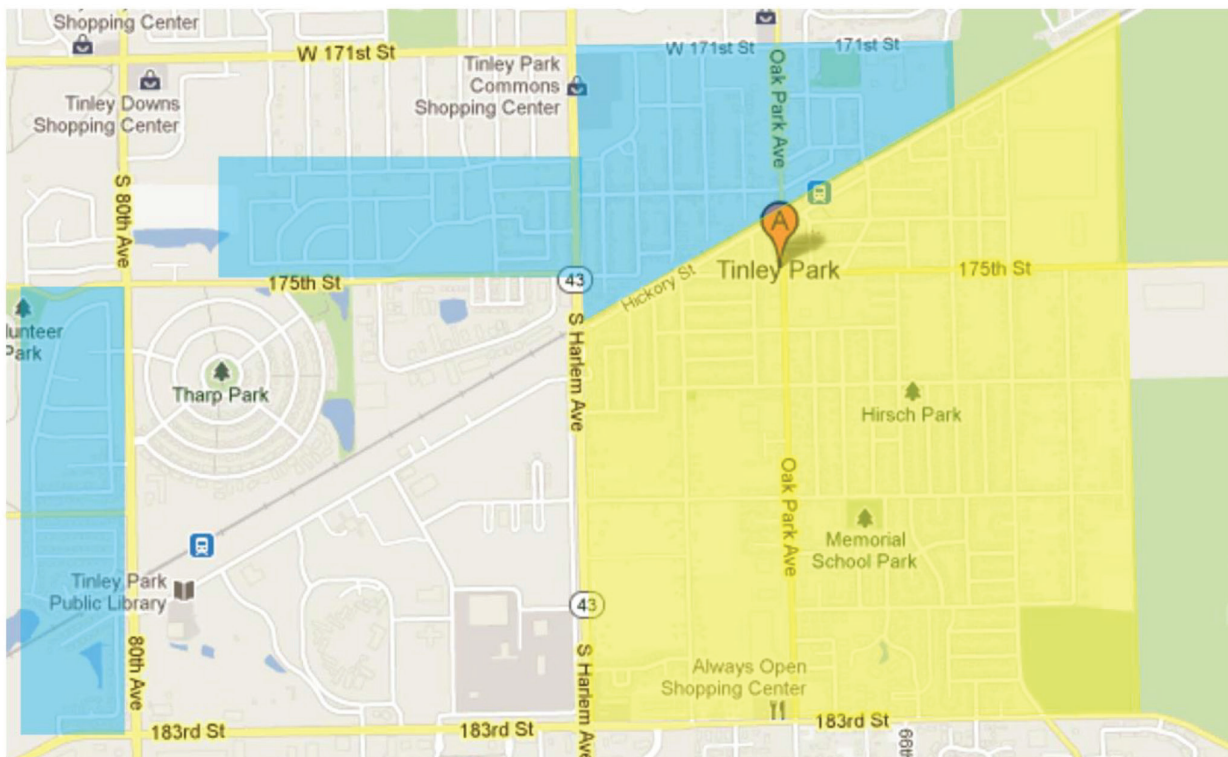 Shopping Center
W 171st St
Tinley Park
Commons
Shopping Center
W 171st St
171st St
Oak Park Ave
Tinley Downs
Shopping Center
S 80th Ave
A
Tinley Park
175th St
43
175th St
Hickory St
Park
Tharp Park
S Harlem Ave
Hirsch Park
Oak Park Ave
Memorial
School Park
Tinley Park
Public Library
43
80th Ave
S Harlem Ave
Always Open
Shopping Center
183rd St
183rd St
183rd St
66th